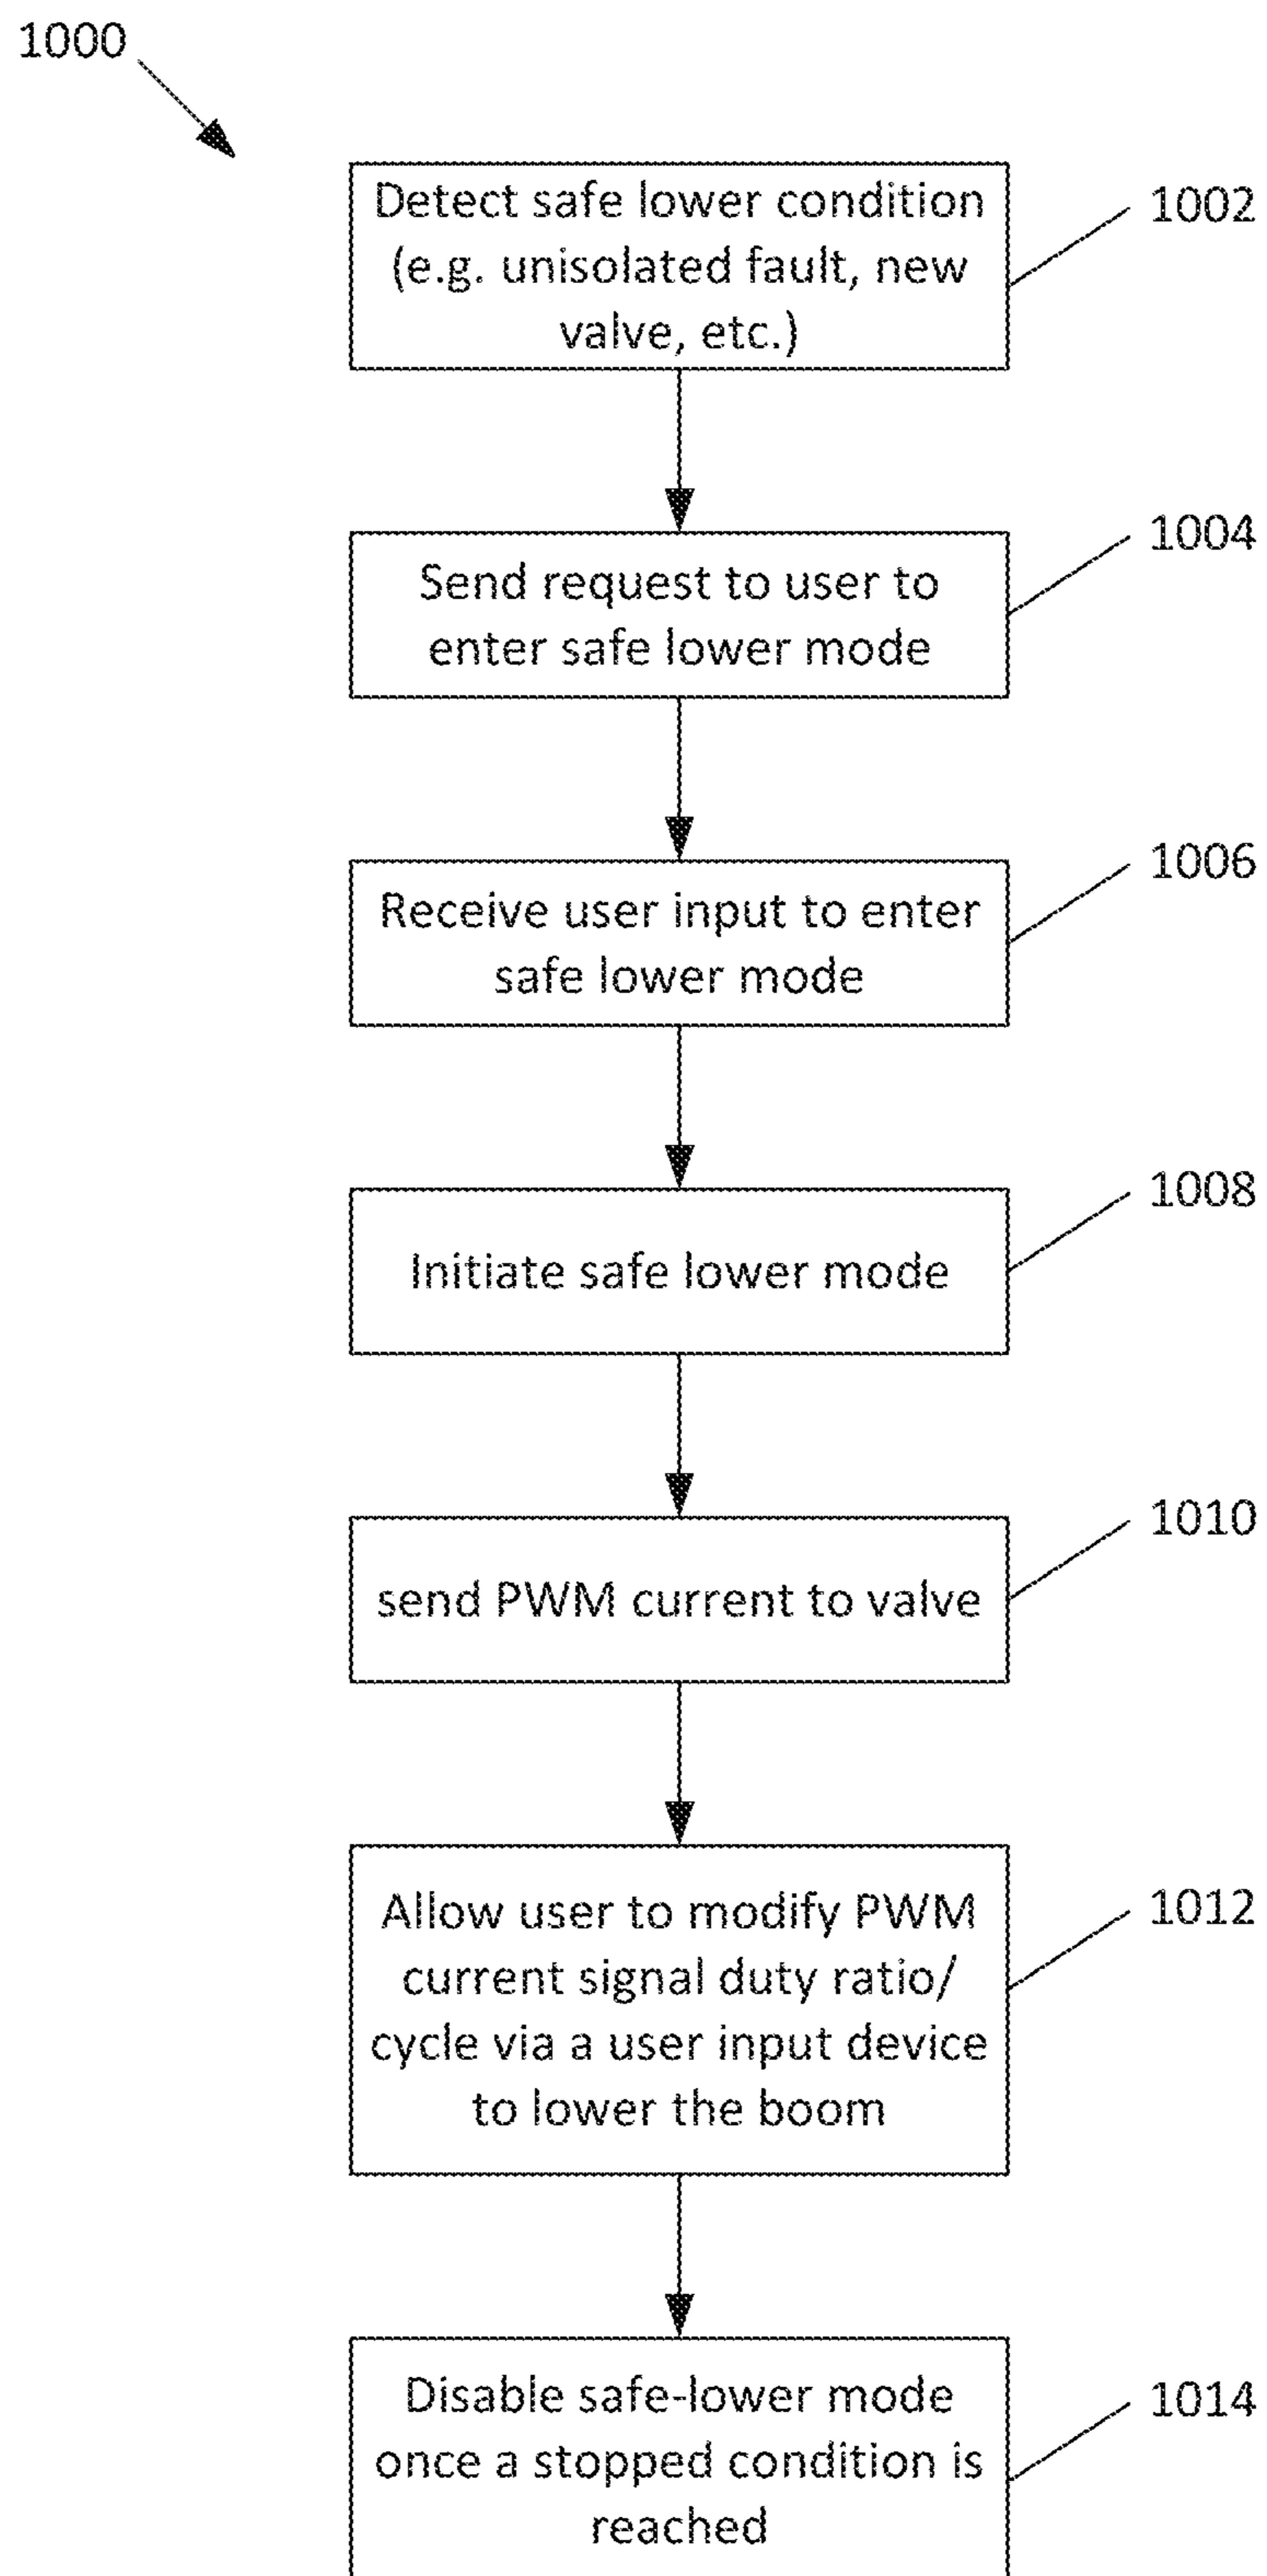 1000
Detect safe lower condition
(e.g. unisolated fault, new
valve, etc.)
1002
Send request to user to
enter safe lower mode
1004
Receive user input to enter
safe lower mode
1006
Initiate safe lower mode
1008
send PWM current to valve
1010
Allow user to modify PWM
current signal duty ratio/
cycle via a user input device
to lower the boom
1012
Disable safe-lower mode
once a stopped condition is
reached
1014